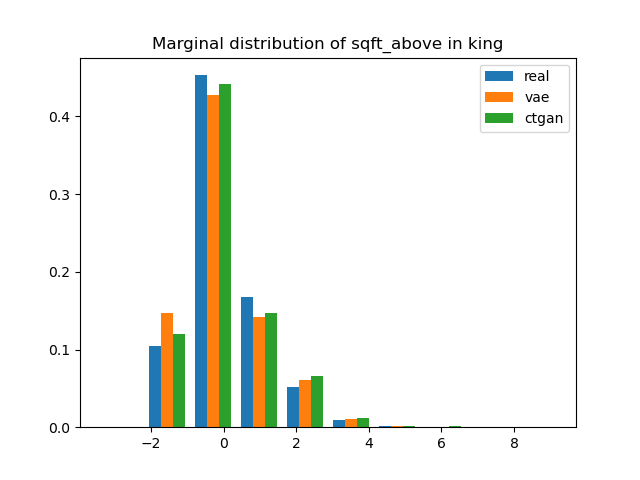 Marginal distribution of sqft_above in king
real
vae
ctgan
0.4
0.3
0.2
0.1
0.0
−2 0 2 4 6 8